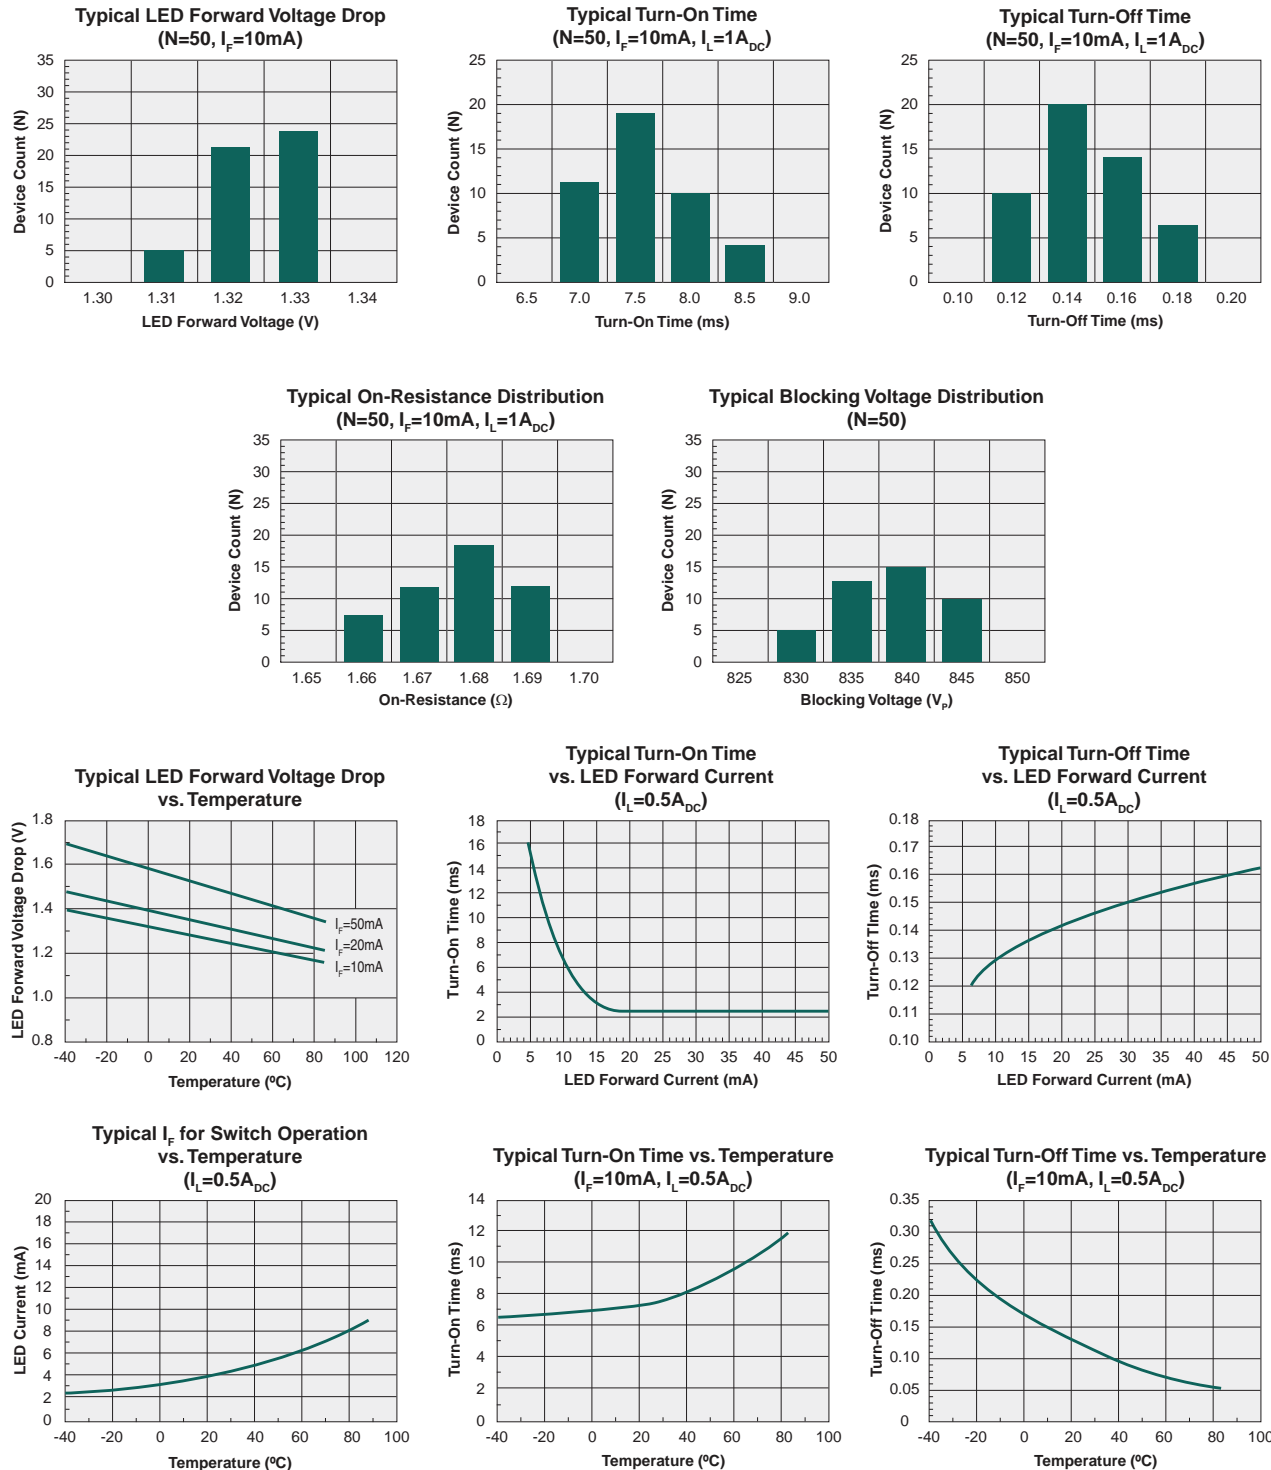 Typical LED Forward Voltage Drop
(N=50, IF=10mA)
35
30
25
20
15
10
5
0
Device Count (N)
1.30 1.31 1.32 1.33 1.34
LED Forward Voltage (V)
Typical Turn-On Time
(N=50, IF=10mA, IL=1ADC)
25
20
15
10
5
0
Device Count (N)
6.5 7.0 7.5 8.0 8.5 9.0
Turn-On Time (ms)
Typical Turn-Off Time
(N=50, IF=10mA, IL=1ADC)
25
20
15
10
5
0
Device Count (N)
0.10 0.12 0.14 0.16 0.18 0.20
Turn-Off Time (ms)
Typical On-Resistance Distribution
(N=50, IF=10mA, IL=1ADC)
35
30
25
20
15
10
5
0
Device Count (N)
1.65 1.66 1.67 1.68 1.69 1.70
On-Resistance (Ω)
Typical Blocking Voltage Distribution
(N=50)
35
30
25
20
15
10
5
0
Device Count (N)
825 830 835 840 845 850
Blocking Voltage (VP)
Typical LED Forward Voltage Drop
vs. Temperature
1.8
1.6
1.4
1.2
1.0
0.8
LED Forward Voltage Drop (V)
IF=50mA
IF=20mA
IF=10mA
-40 -20 0 20 40 60 80 100 120
Temperature (ºC)
Typical Turn-On Time
vs. LED Forward Current
(IL=0.5ADC)
18
16
14
12
10
8
6
4
2
0
Turn-On Time (ms)
0 5 10 15 20 25 30 35 40 45 50
LED Forward Current (mA)
Typical Turn-Off Time
vs. LED Forward Current
(IL=0.5ADC)
0.18
0.17
0.16
0.15
0.14
0.13
0.12
0.11
0.10
Turn-Off Time (ms)
0 5 10 15 20 25 30 35 40 45 50
LED Forward Current (mA)
Typical IF for Switch Operation
vs. Temperature
(IL=0.5ADC)
20
18
16
14
12
10
8
6
4
2
0
LED Current (mA)
-40 -20 0 20 40 60 80 100
Temperature (ºC)
Typical Turn-On Time vs. Temperature
(IF=10mA, IL=0.5ADC)
14
12
10
8
6
4
2
0
Turn-On Time (ms)
-40 -20 0 20 40 60 80 100
Temperature (ºC)
Typical Turn-Off Time vs. Temperature
(IF=10mA, IL=0.5ADC)
0.35
0.30
0.25
0.20
0.15
0.10
0.05
0
Turn-Off Time (ms)
-40 -20 0 20 40 60 80 100
Temperature (ºC)